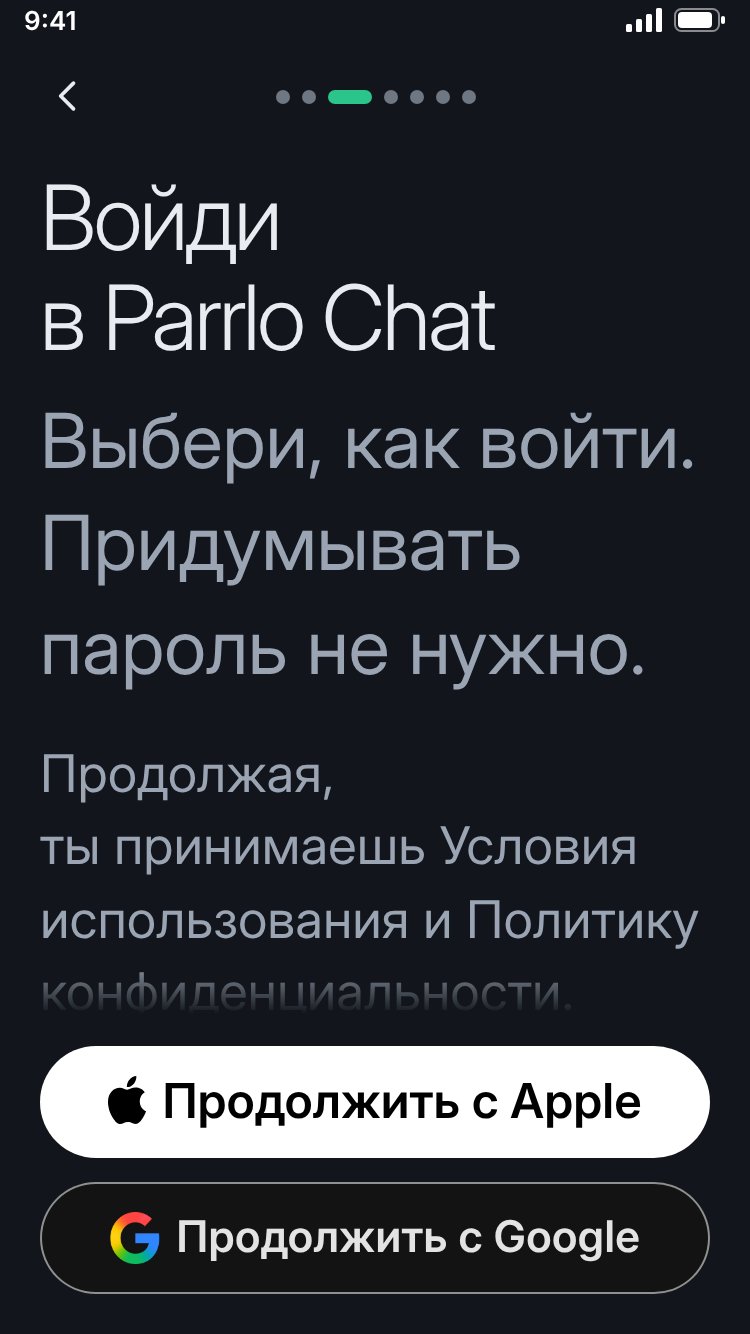 9:41
Войди
в Parrlo Chat
Выбери, как войти.
Придумывать
пароль не нужно.
Продолжая,
ты принимаешь Условия
использования и Политику
конфиденциальности.
Продолжить с Apple
Продолжить с Google